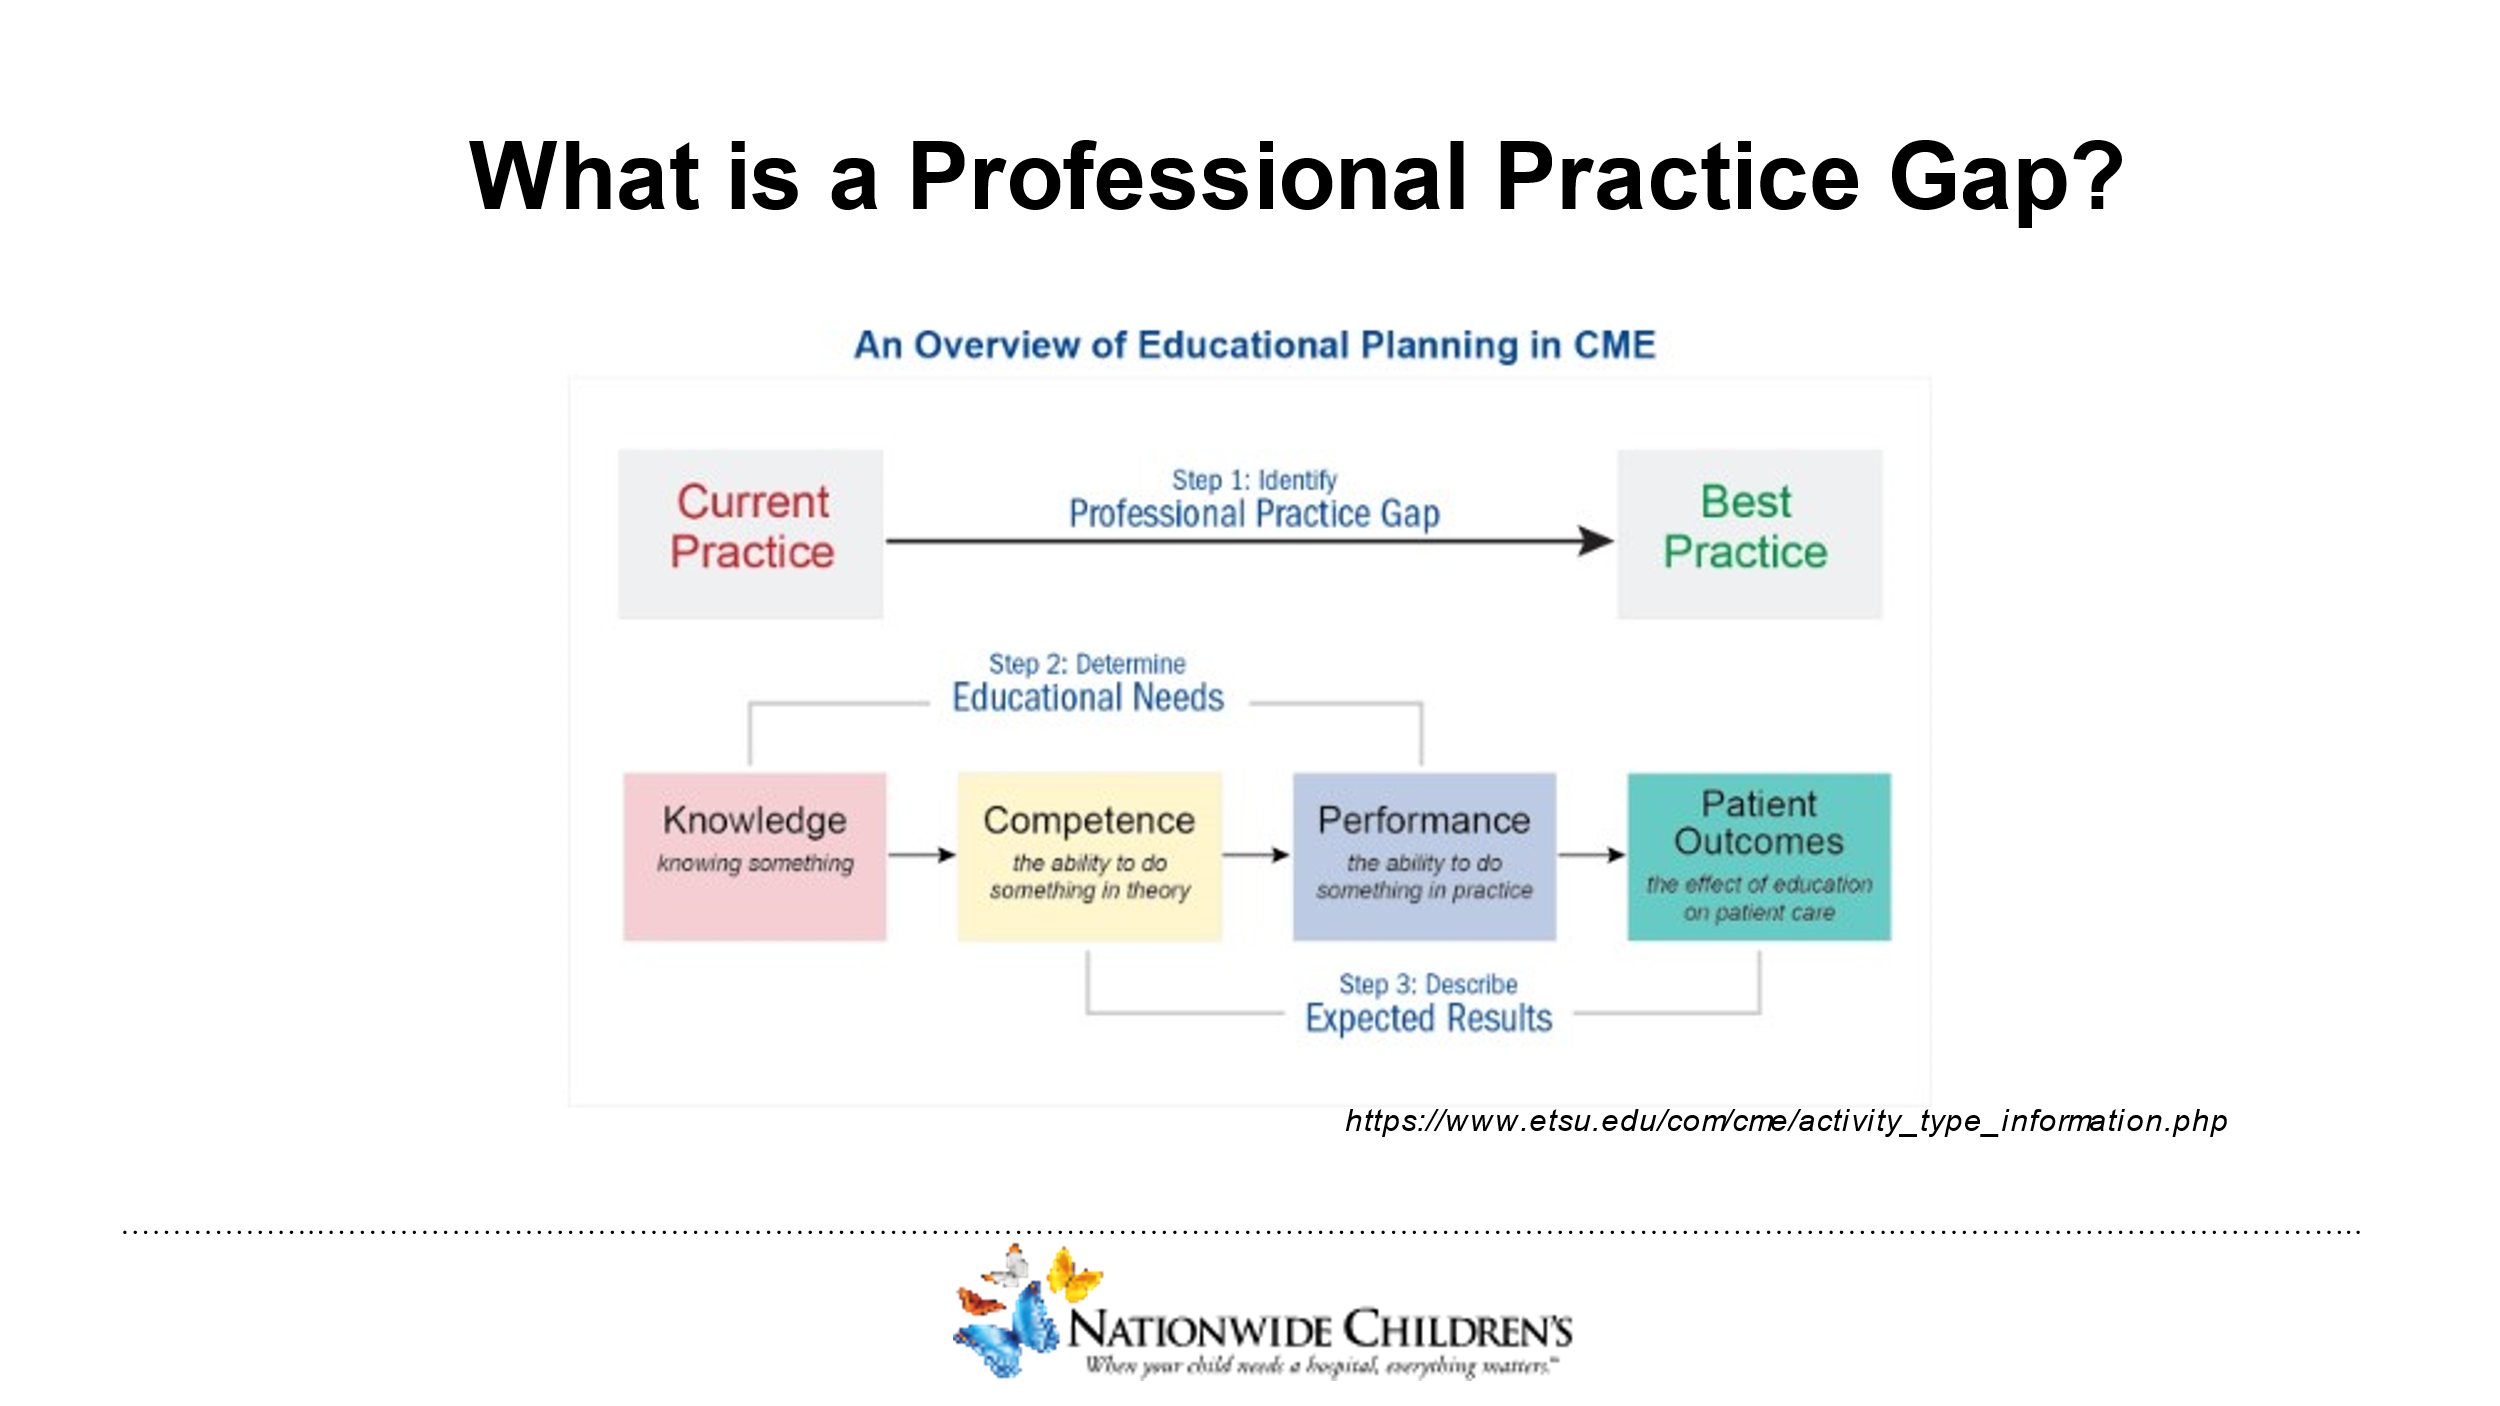 What is a Professional Practice Gap?
An Overview of Educational Planning in CME
Current
Practice
Step 1: Identify
Professional Practice Gap
Best
Practice
Step 2: Determine
Educational Needs
Knowledge
knowing something
Competence
the ability to do
something in theory
Performance
the ability to do
something in practice
Patient
Outcomes
the effect of education
on patient care
Step 3: Describe
Expected Results
https://www.etsu.edu/com/cme/activity_type_information.php
NATIONWIDE CHILDREN'S
When your child needs a hospital, everything matters.™